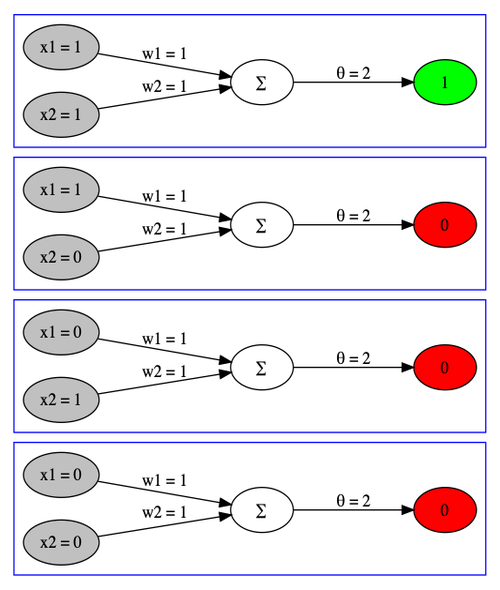 x1 = 1
w1 = 1
x2 = 1
w2 = 1
Σ
θ = 2
1
x1 = 1
w1 = 1
x2 = 0
w2 = 1
Σ
θ = 2
0
x1 = 0
w1 = 1
x2 = 1
w2 = 1
Σ
θ = 2
0
x1 = 0
w1 = 1
x2 = 0
w2 = 1
Σ
θ = 2
0